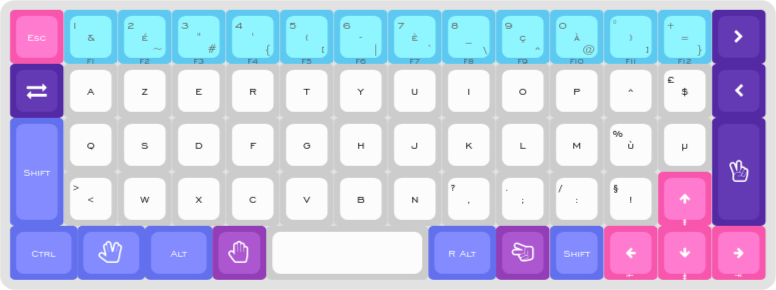 Esc 1 & F1 2 É ~ F2 3 " # F3 4 ' { F4 5 ( [ F5 6 - | F6 7 È ` F7 8 _ \ F8 9 Ç ^ F9 0 À @ F10 ° ) ] F11 + = } F12 >
A Z E R T Y U I O P ^ £ $ <
Shift Q S D F G H J K L M % ù µ
> < W X C V B N ? , . ; / : § !
Ctrl Alt R Alt Shift